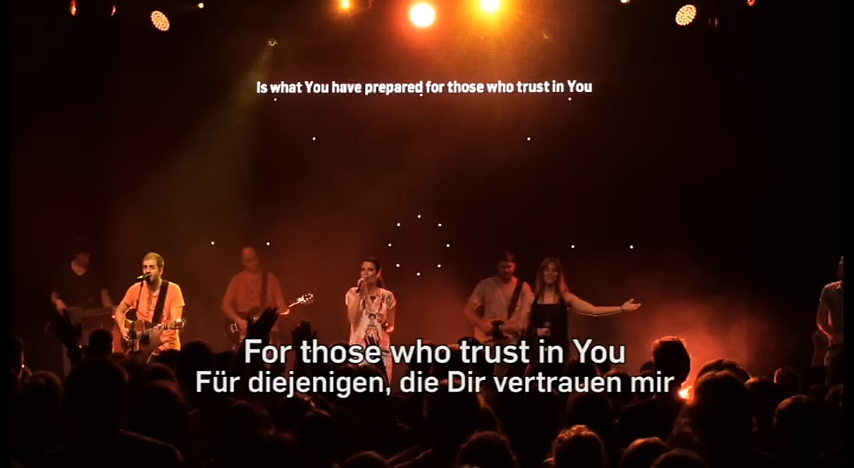 Is what You have prepared for those who trust in You
For those who trust in You
Für diejenigen, die Dir vertrauen mir